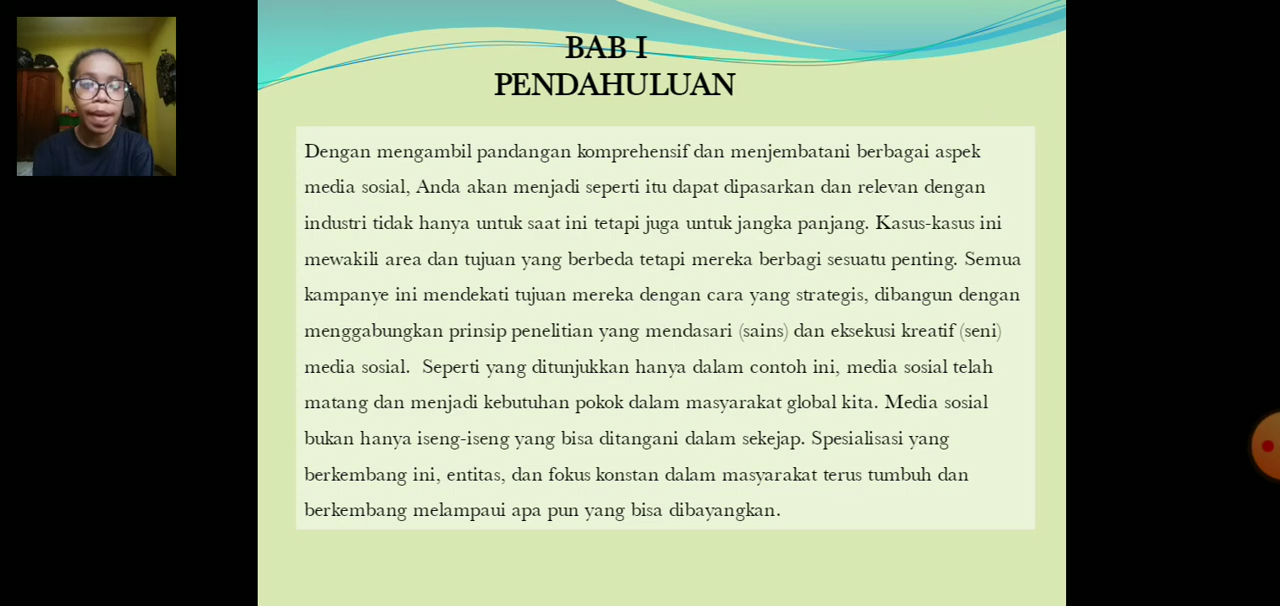 BAB I
PENDAHULUAN
Dengan mengambil pandangan komprehensif dan menjembatani berbagai aspek
media sosial, Anda akan menjadi seperti itu dapat dipasarkan dan relevan dengan
industri tidak hanya untuk saat ini tetapi juga untuk jangka panjang. Kasus-kasus ini
mewakili area dan tujuan yang berbeda tetapi mereka berbagi sesuatu penting. Semua
kampanye ini mendekati tujuan mereka dengan cara yang strategis, dibangun dengan
menggabungkan prinsip penelitian yang mendasari (sains) dan eksekusi kreatif (seni)
media sosial.  Seperti yang ditunjukkan hanya dalam contoh ini, media sosial telah
matang dan menjadi kebutuhan pokok dalam masyarakat global kita. Media sosial
bukan hanya iseng-iseng yang bisa ditangani dalam sekejap. Spesialisasi yang
berkembang ini, entitas, dan fokus konstan dalam masyarakat terus tumbuh dan
berkembang melampaui apa pun yang bisa dibayangkan.